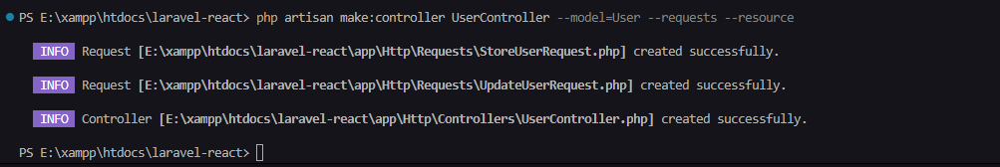 PS E:\xampp\htdocs\laravel-react> php artisan make:controller UserController --model=User --requests --resource
INFO Request [E:\xampp\htdocs\laravel-react\app\Http\Requests\StoreUserRequest.php] created successfully.
INFO Request [E:\xampp\htdocs\laravel-react\app\Http\Requests\UpdateUserRequest.php] created successfully.
INFO Controller [E:\xampp\htdocs\laravel-react\app\Http\Controllers\UserController.php] created successfully.
PS E:\xampp\htdocs\laravel-react>